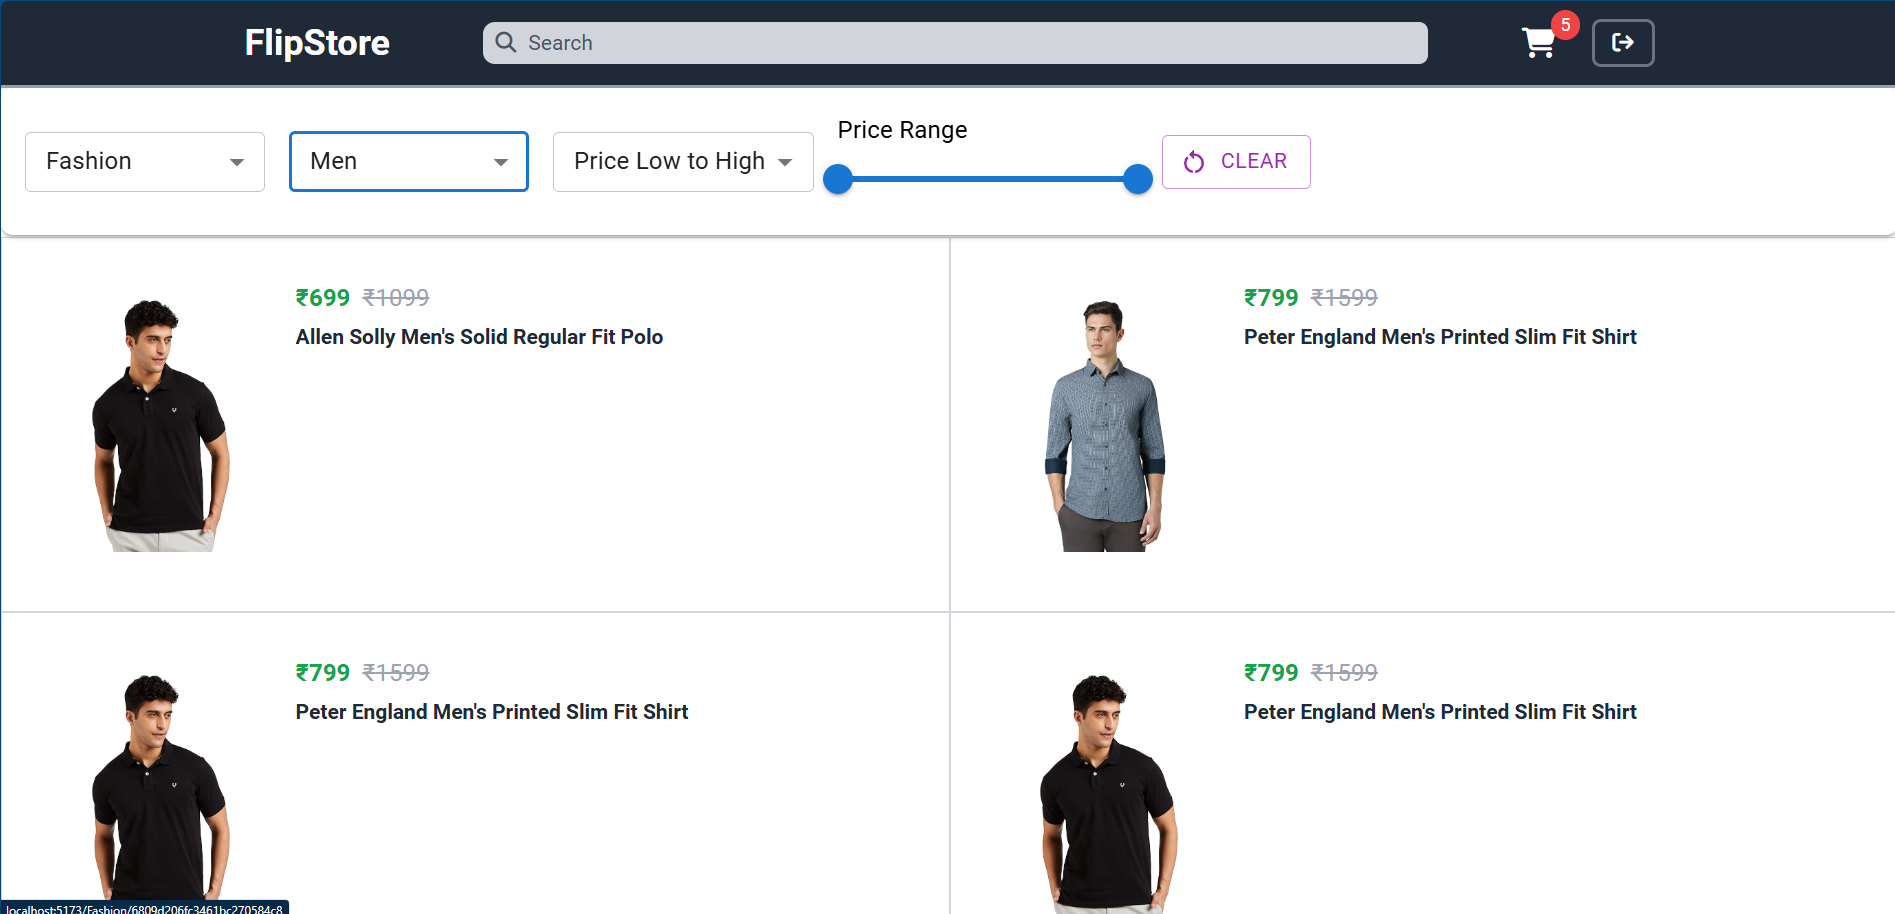 FlipStore
Search
5
Fashion
Men
Price Low to High
Price Range
CLEAR
₹699 ₹1099
Allen Solly Men's Solid Regular Fit Polo
₹799 ₹1599
Peter England Men's Printed Slim Fit Shirt
₹799 ₹1599
Peter England Men's Printed Slim Fit Shirt
₹799 ₹1599
Peter England Men's Printed Slim Fit Shirt
localhost:5173/Fashion/6809d206fc3461bc270584c8